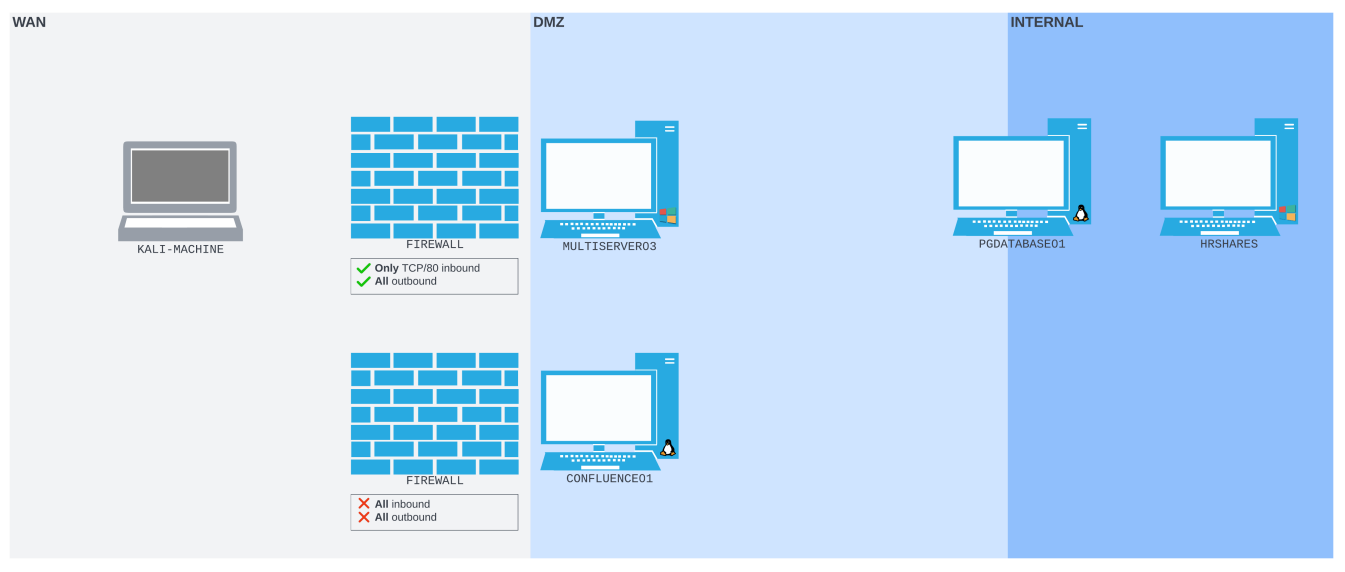 WAN
DMZ
INTERNAL
KALI-MACHINE
FIREWALL
MULTISERVER03
PGDATABASE01
HRSHARES
Only TCP/80 inbound
All outbound
FIREWALL
CONFLUENCE01
All inbound
All outbound